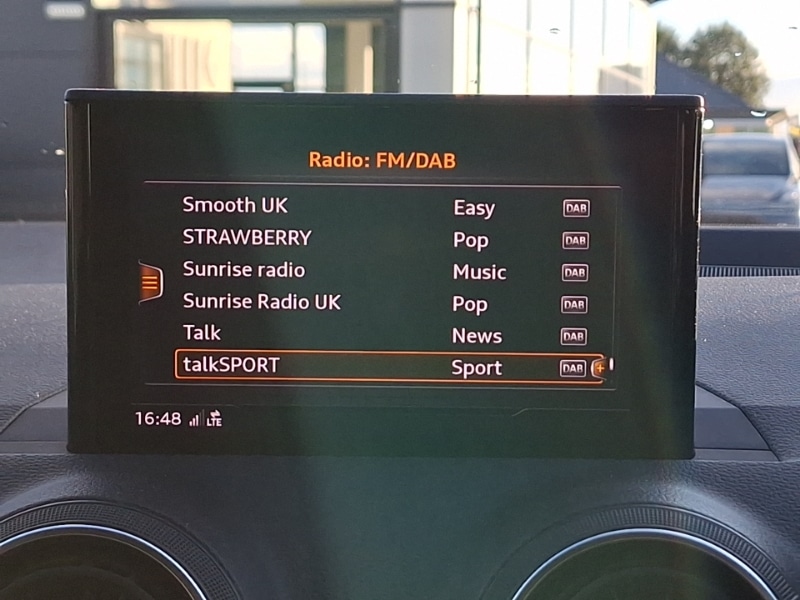 Radio: FM/DAB
Smooth UK Easy DAB
STRAWBERRY Pop DAB
Sunrise radio Music DAB
Sunrise Radio UK Pop DAB
Talk News DAB
talkSPORT Sport DAB +
16:48 LTE